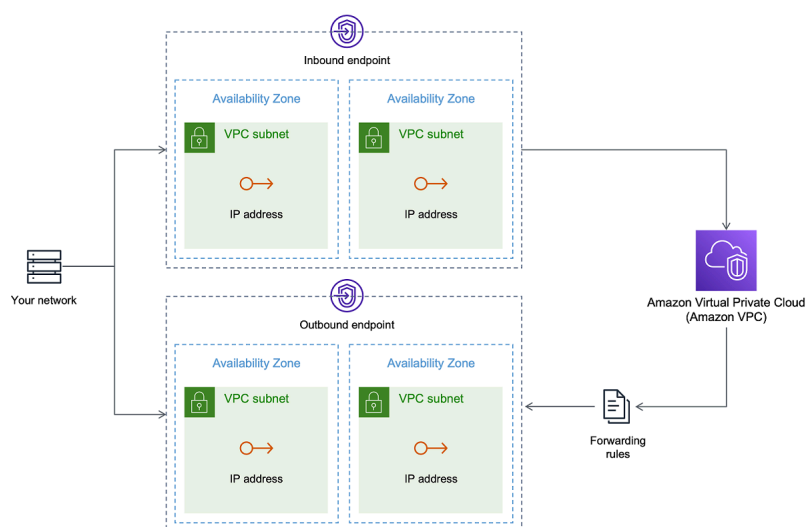 Inbound endpoint
Availability Zone
Availability Zone
VPC subnet
VPC subnet
IP address
IP address
Your network
Amazon Virtual Private Cloud
(Amazon VPC)
Outbound endpoint
Availability Zone
Availability Zone
VPC subnet
VPC subnet
IP address
IP address
Forwarding
rules